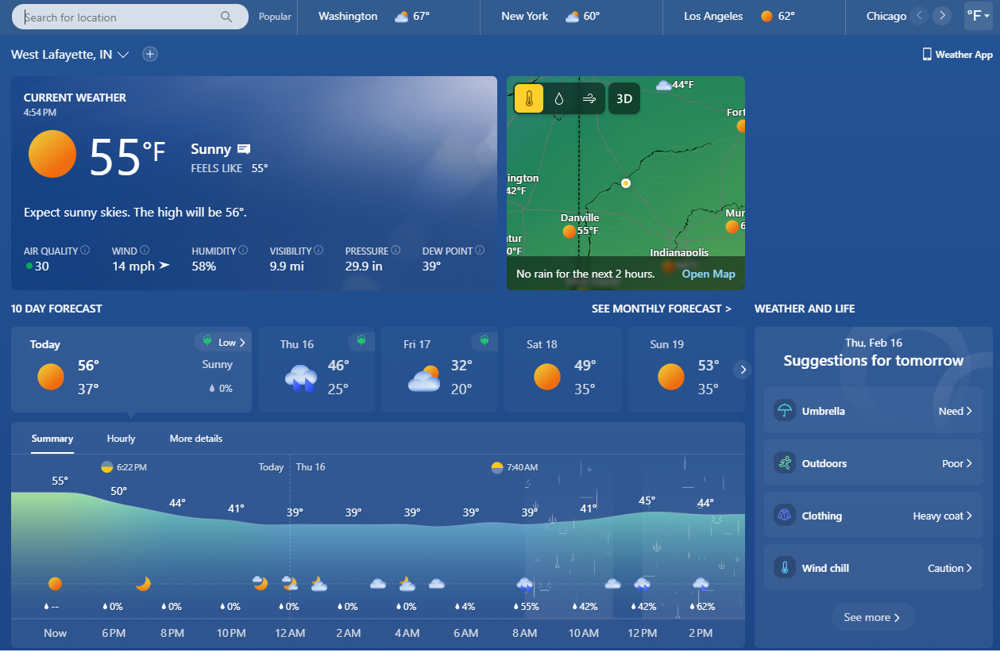 Search for location
Popular
Washington 67°
New York 60°
Los Angeles 62°
Chicago
°F
West Lafayette, IN
Weather App
CURRENT WEATHER
4:54 PM
55°F
Sunny
FEELS LIKE 55°
Expect sunny skies. The high will be 56°.
AIR QUALITY WIND HUMIDITY VISIBILITY PRESSURE DEW POINT
30 14 mph 58% 9.9 mi 29.9 in 39°
3D
44°F
Fort
ington
42°F
Danville
55°F
Mun
6
tur
0°F
Indianapolis
No rain for the next 2 hours. Open Map
10 DAY FORECAST
SEE MONTHLY FORECAST >
Today
Low
56°
37°
Sunny
0%
Thu 16
46°
25°
Fri 17
32°
20°
Sat 18
49°
35°
Sun 19
53°
35°
Summary Hourly More details
6:22 PM Today Thu 16 7:40 AM
55° 50° 44° 41° 39° 39° 39° 39° 39° 41° 45° 44°
-- 0% 0% 0% 0% 0% 0% 4% 55% 42% 42% 62%
Now 6 PM 8 PM 10 PM 12 AM 2 AM 4 AM 6 AM 8 AM 10 AM 12 PM 2 PM
WEATHER AND LIFE
Thu, Feb 16
Suggestions for tomorrow
Umbrella Need
Outdoors Poor
Clothing Heavy coat
Wind chill Caution
See more